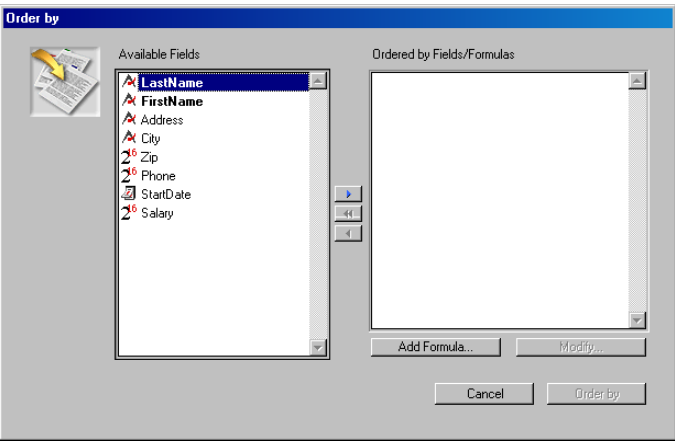 Order by
Available Fields
Ordered by Fields/Formulas
LastName
FirstName
Address
City
Zip
Phone
StartDate
Salary
Add Formula...
Modify...
Cancel
Order by